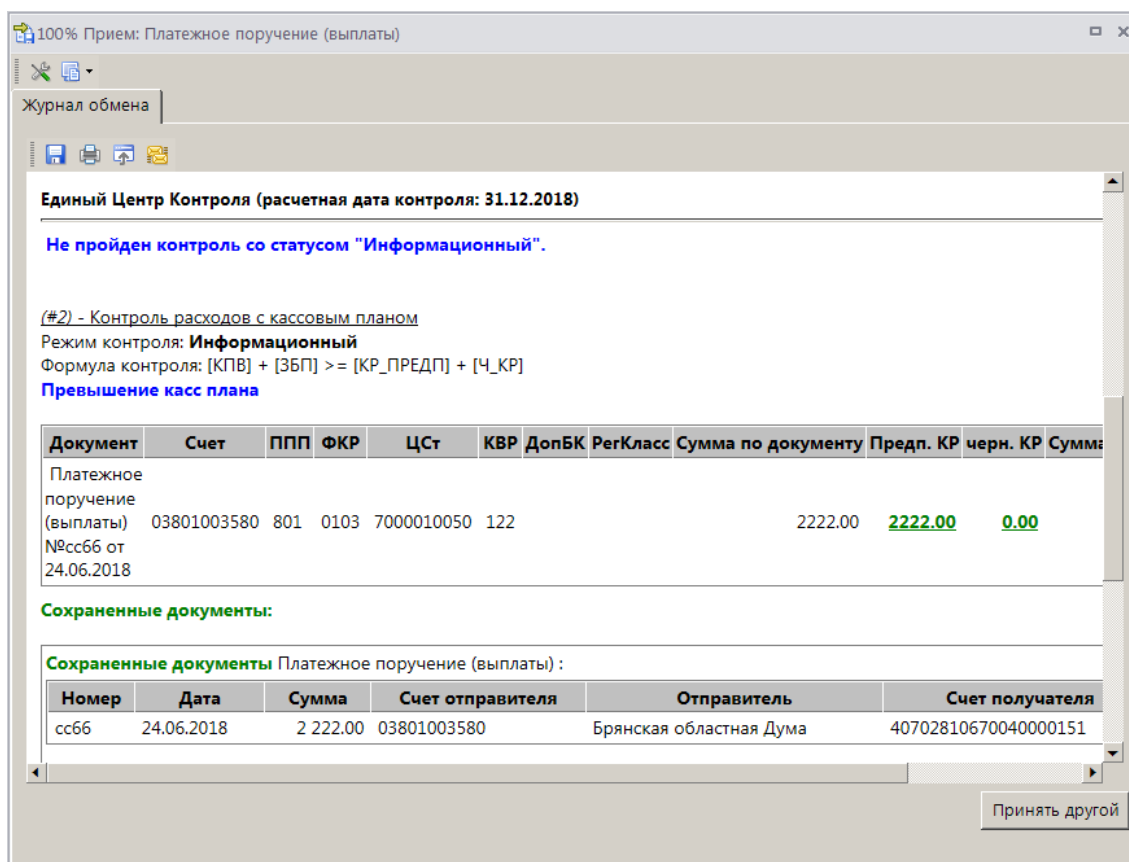 100% Прием: Платежное поручение (выплаты)
Журнал обмена
Единый Центр Контроля (расчетная дата контроля: 31.12.2018)
Не пройден контроль со статусом "Информационный".
(#2) - Контроль расходов с кассовым планом
Режим контроля: Информационный
Формула контроля: [КПВ] + [ЗБП] >= [КР_ПРЕДП] + [Ч_КР]
Превышение касс плана
Документ Счет ППП ФКР ЦСт КВР ДопБК РегКласс Сумма по документу Предп. КР черн. КР Сумма
Платежное
поручение
(выплаты) 03801003580 801 0103 7000010050 122 2222.00 2222.00 0.00
№сс66 от
24.06.2018
Сохраненные документы:
Сохраненные документы Платежное поручение (выплаты) :
Номер Дата Сумма Счет отправителя Отправитель Счет получателя
сс66 24.06.2018 2 222.00 03801003580 Брянская областная Дума 40702810670040000151
Принять другой